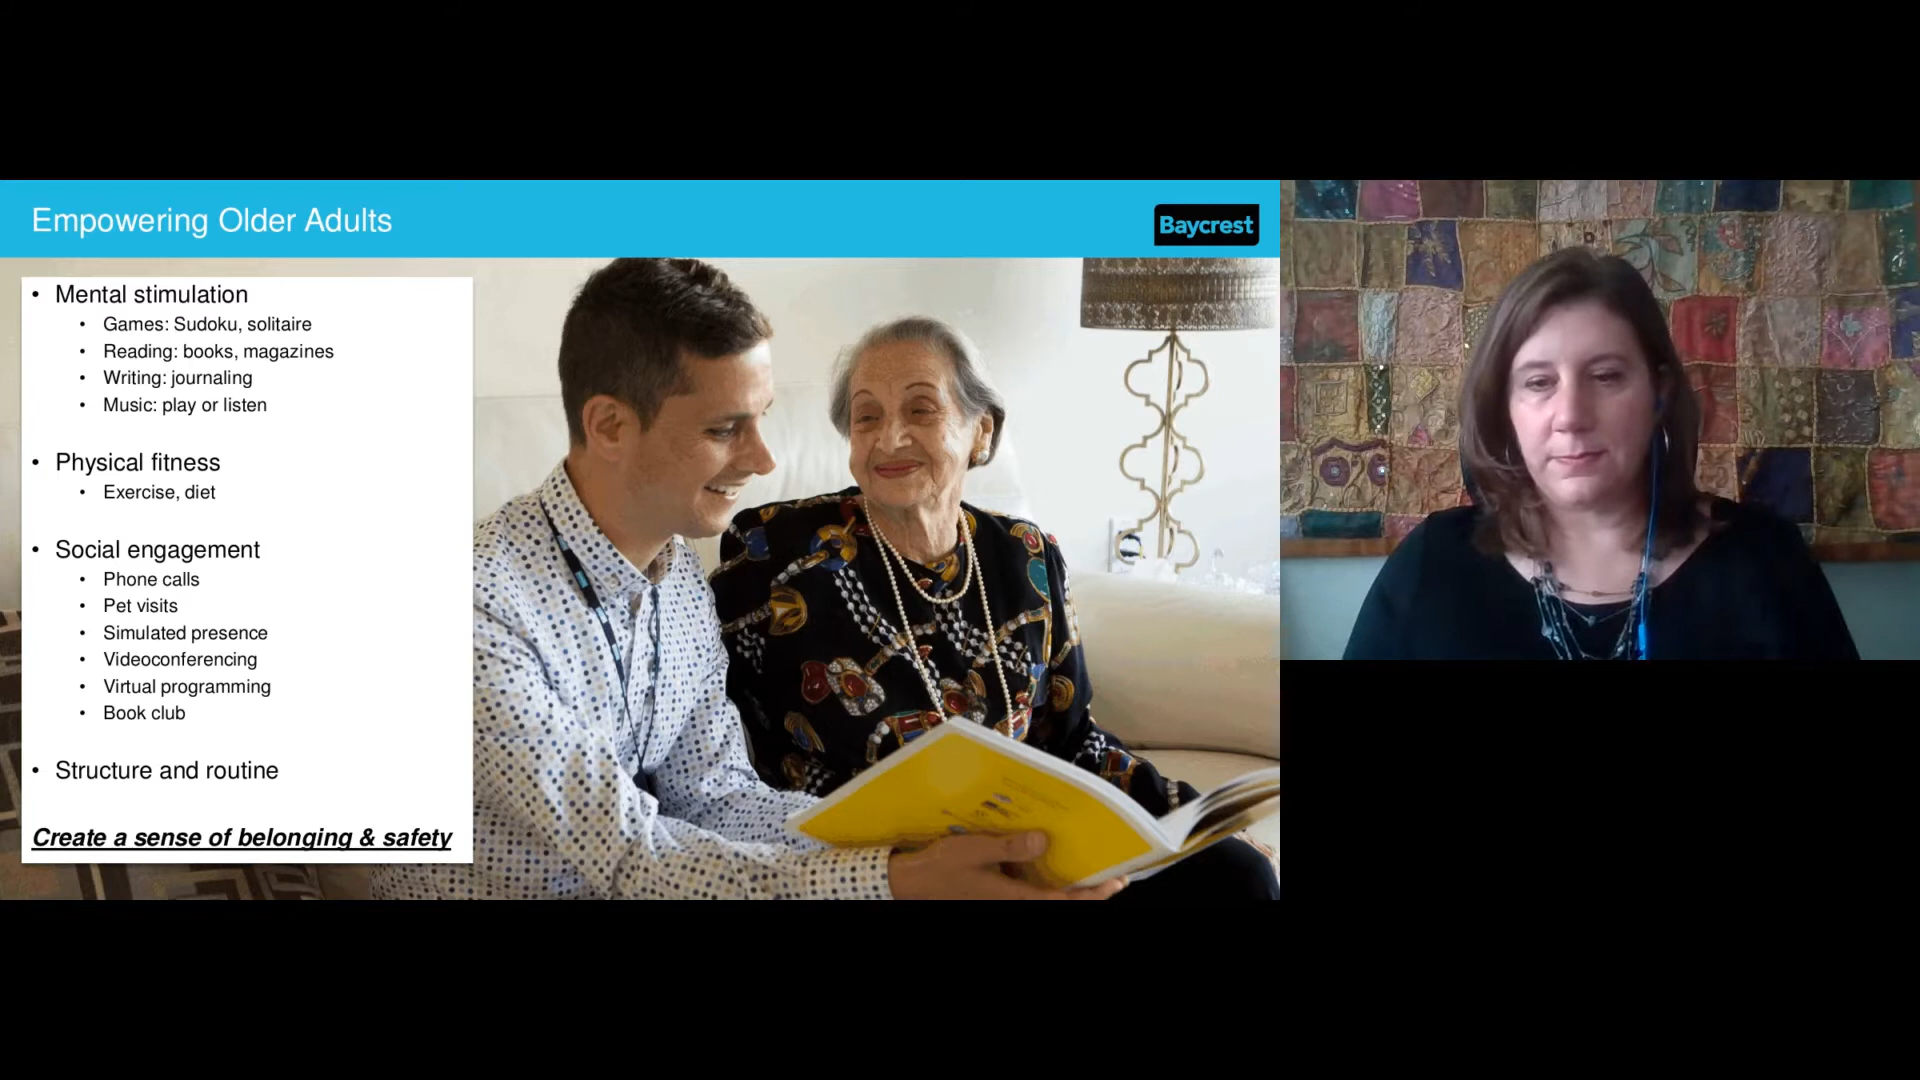 Empowering Older Adults
Baycrest
• Mental stimulation
• Games: Sudoku, solitaire
• Reading: books, magazines
• Writing: journaling
• Music: play or listen
• Physical fitness
• Exercise, diet
• Social engagement
• Phone calls
• Pet visits
• Simulated presence
• Videoconferencing
• Virtual programming
• Book club
• Structure and routine
Create a sense of belonging & safety